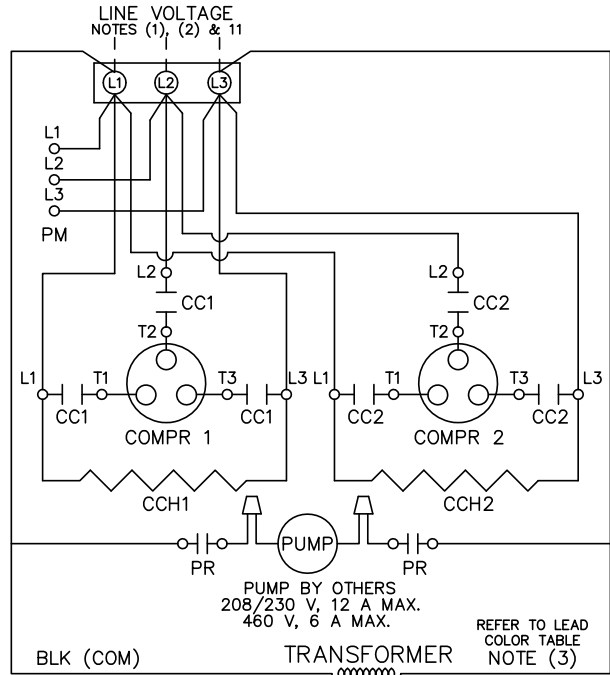 LINE VOLTAGE
NOTES (1), (2) & 11
L1 L2 L3
L1
L2
L3
PM
L2 L2
CC1 CC2
T2 T2
L1 T1 T3 L3 L1 T1 T3 L3
CC1 CC1 CC2 CC2
COMPR 1 COMPR 2
CCH1 CCH2
PUMP
PR PR
PUMP BY OTHERS
208/230 V, 12 A MAX.
460 V, 6 A MAX.
REFER TO LEAD
COLOR TABLE
NOTE (3)
BLK (COM) TRANSFORMER